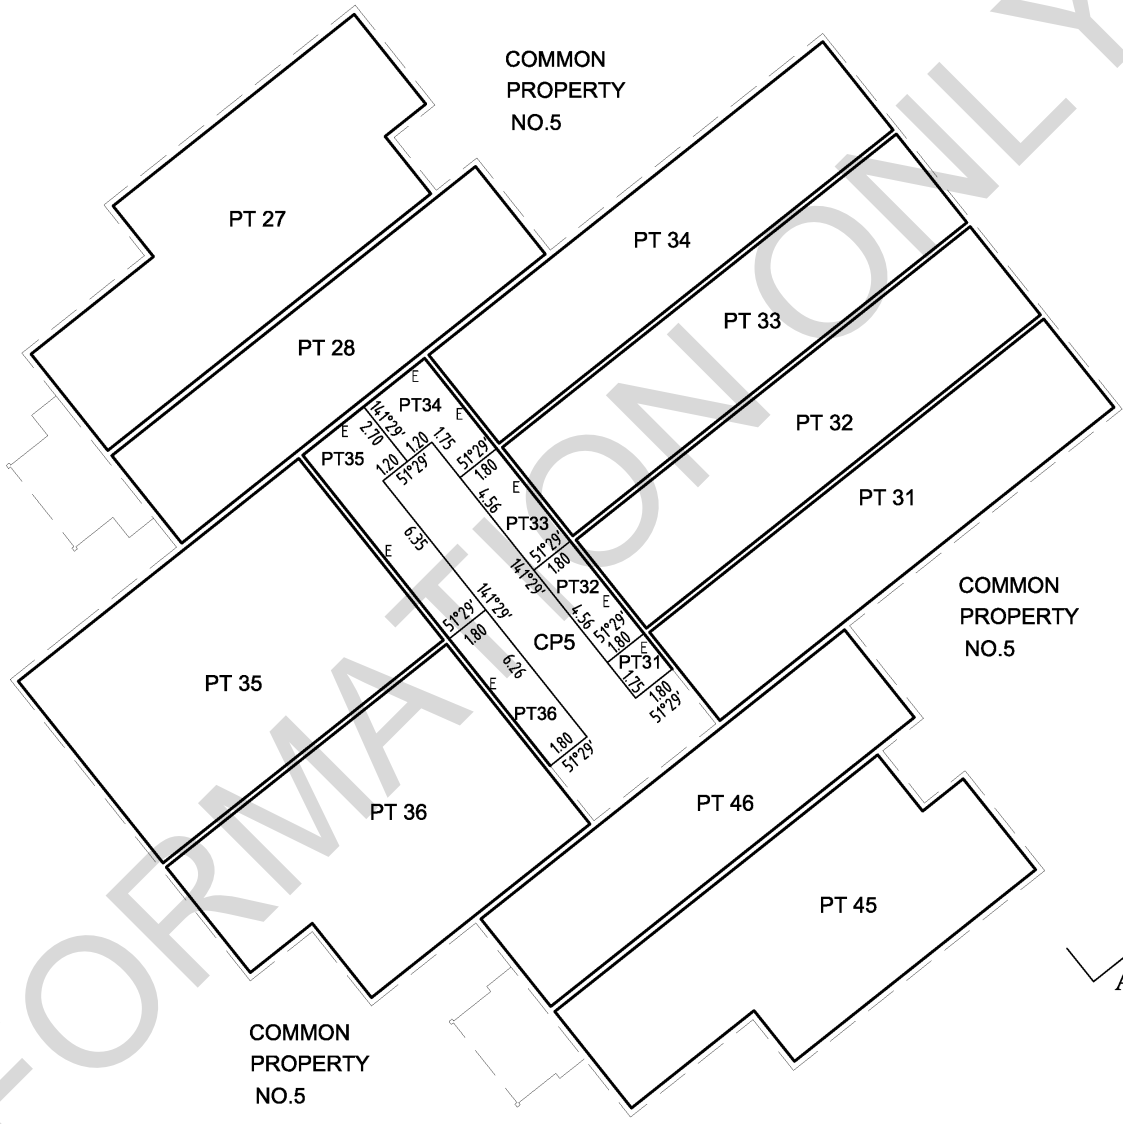 COMMON
PROPERTY
NO.5
PT 27
PT 34
PT 33
PT 28
E
PT34
E
141°29'
2.70
1.20
1.75
E
PT35
1.20
51°29'
51°29'
1.80
PT 32
4.56
E
PT33
PT 31
6.35
E
51°29'
1.80
141°29'
PT32
E
141°29'
51°29'
1.80
4.56
51°29'
1.80
CP5
E
PT31
COMMON
PROPERTY
NO.5
6.26
1.75
1.80
51°29'
PT 35
E
PT36
1.80
51°29'
PT 36
PT 46
PT 45
COMMON
PROPERTY
NO.5
A
FORMATION ONLY